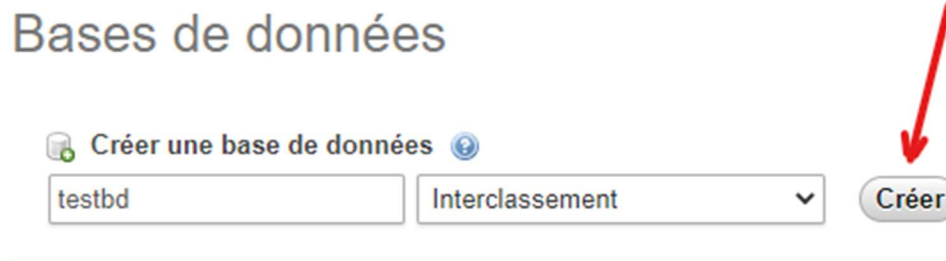 Bases de données
Créer une base de données
testbd Interclassement Créer